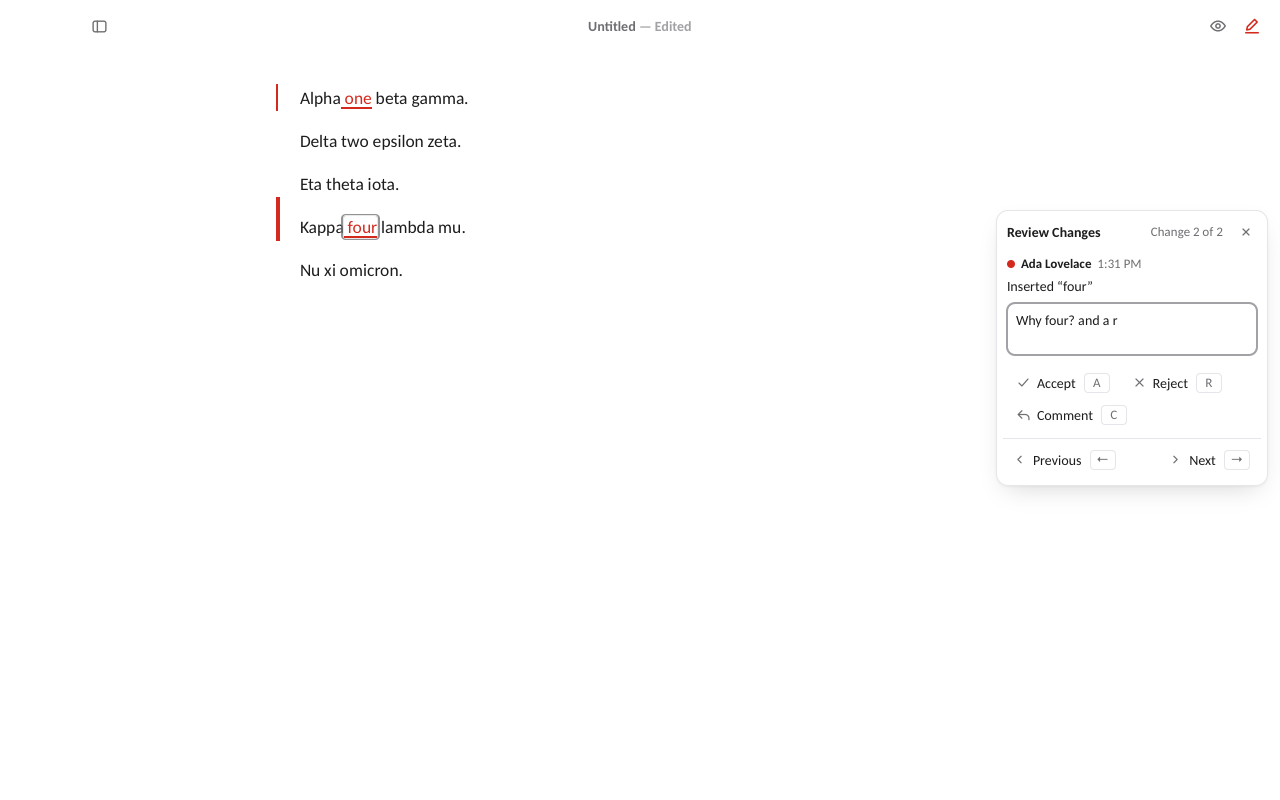 Untitled — Edited
Alpha one beta gamma.
Delta two epsilon zeta.
Eta theta iota.
Kappa four lambda mu.
Nu xi omicron.
Review Changes Change 2 of 2
Ada Lovelace 1:31 PM
Inserted “four”
Why four? and a r
Accept A Reject R
Comment C
Previous ← Next →